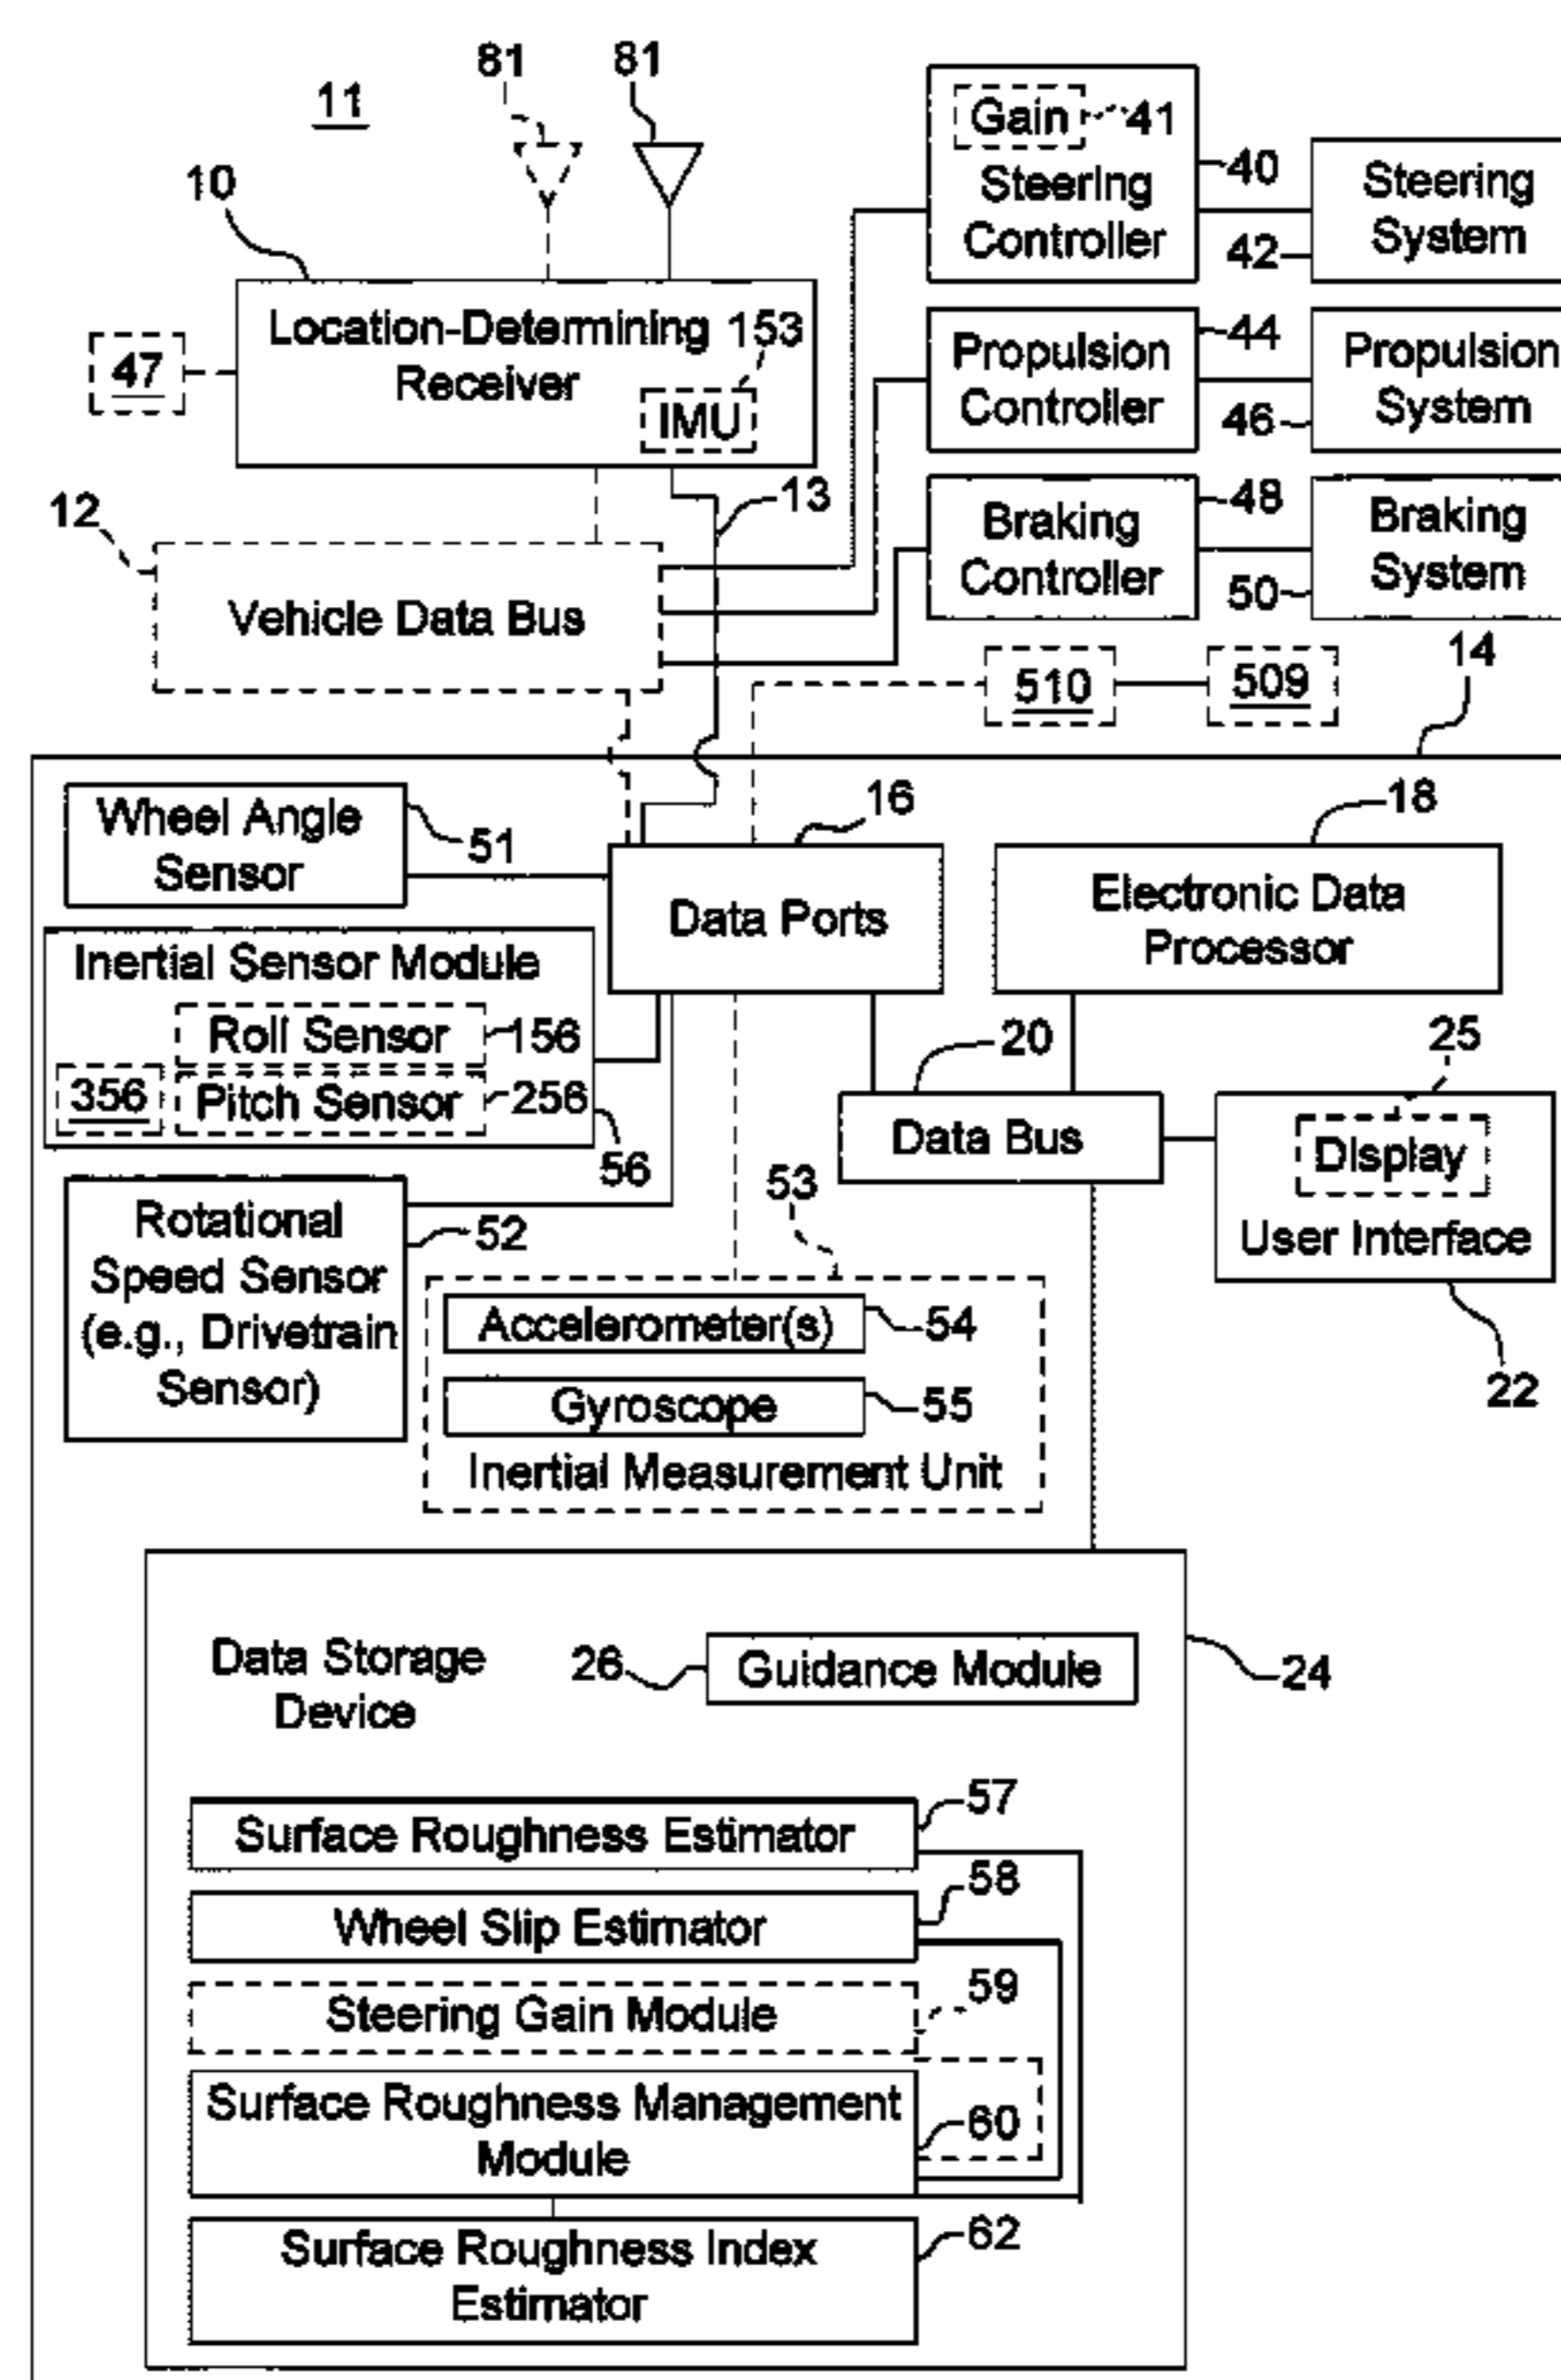 81
81
11
10
Gain
41
Steering
Controller
40
42
Steering
System
Location-Determining
Receiver
153
IMU
47
Propulsion
Controller
44
46
Propulsion
System
12
13
Braking
Controller
48
50
Braking
System
Vehicle Data Bus
510
509
14
Wheel Angle
Sensor
51
16
18
Data Ports
Electronic Data
Processor
Inertial Sensor Module
Roll Sensor
156
356
Pitch Sensor
256
56
20
25
Data Bus
Display
User Interface
22
Rotational
Speed Sensor
(e.g., Drivetrain
Sensor)
52
53
Accelerometer(s)
54
Gyroscope
55
Inertial Measurement Unit
Data Storage
Device
26
Guidance Module
24
Surface Roughness Estimator
57
Wheel Slip Estimator
58
Steering Gain Module
59
Surface Roughness Management
Module
60
Surface Roughness Index
Estimator
62